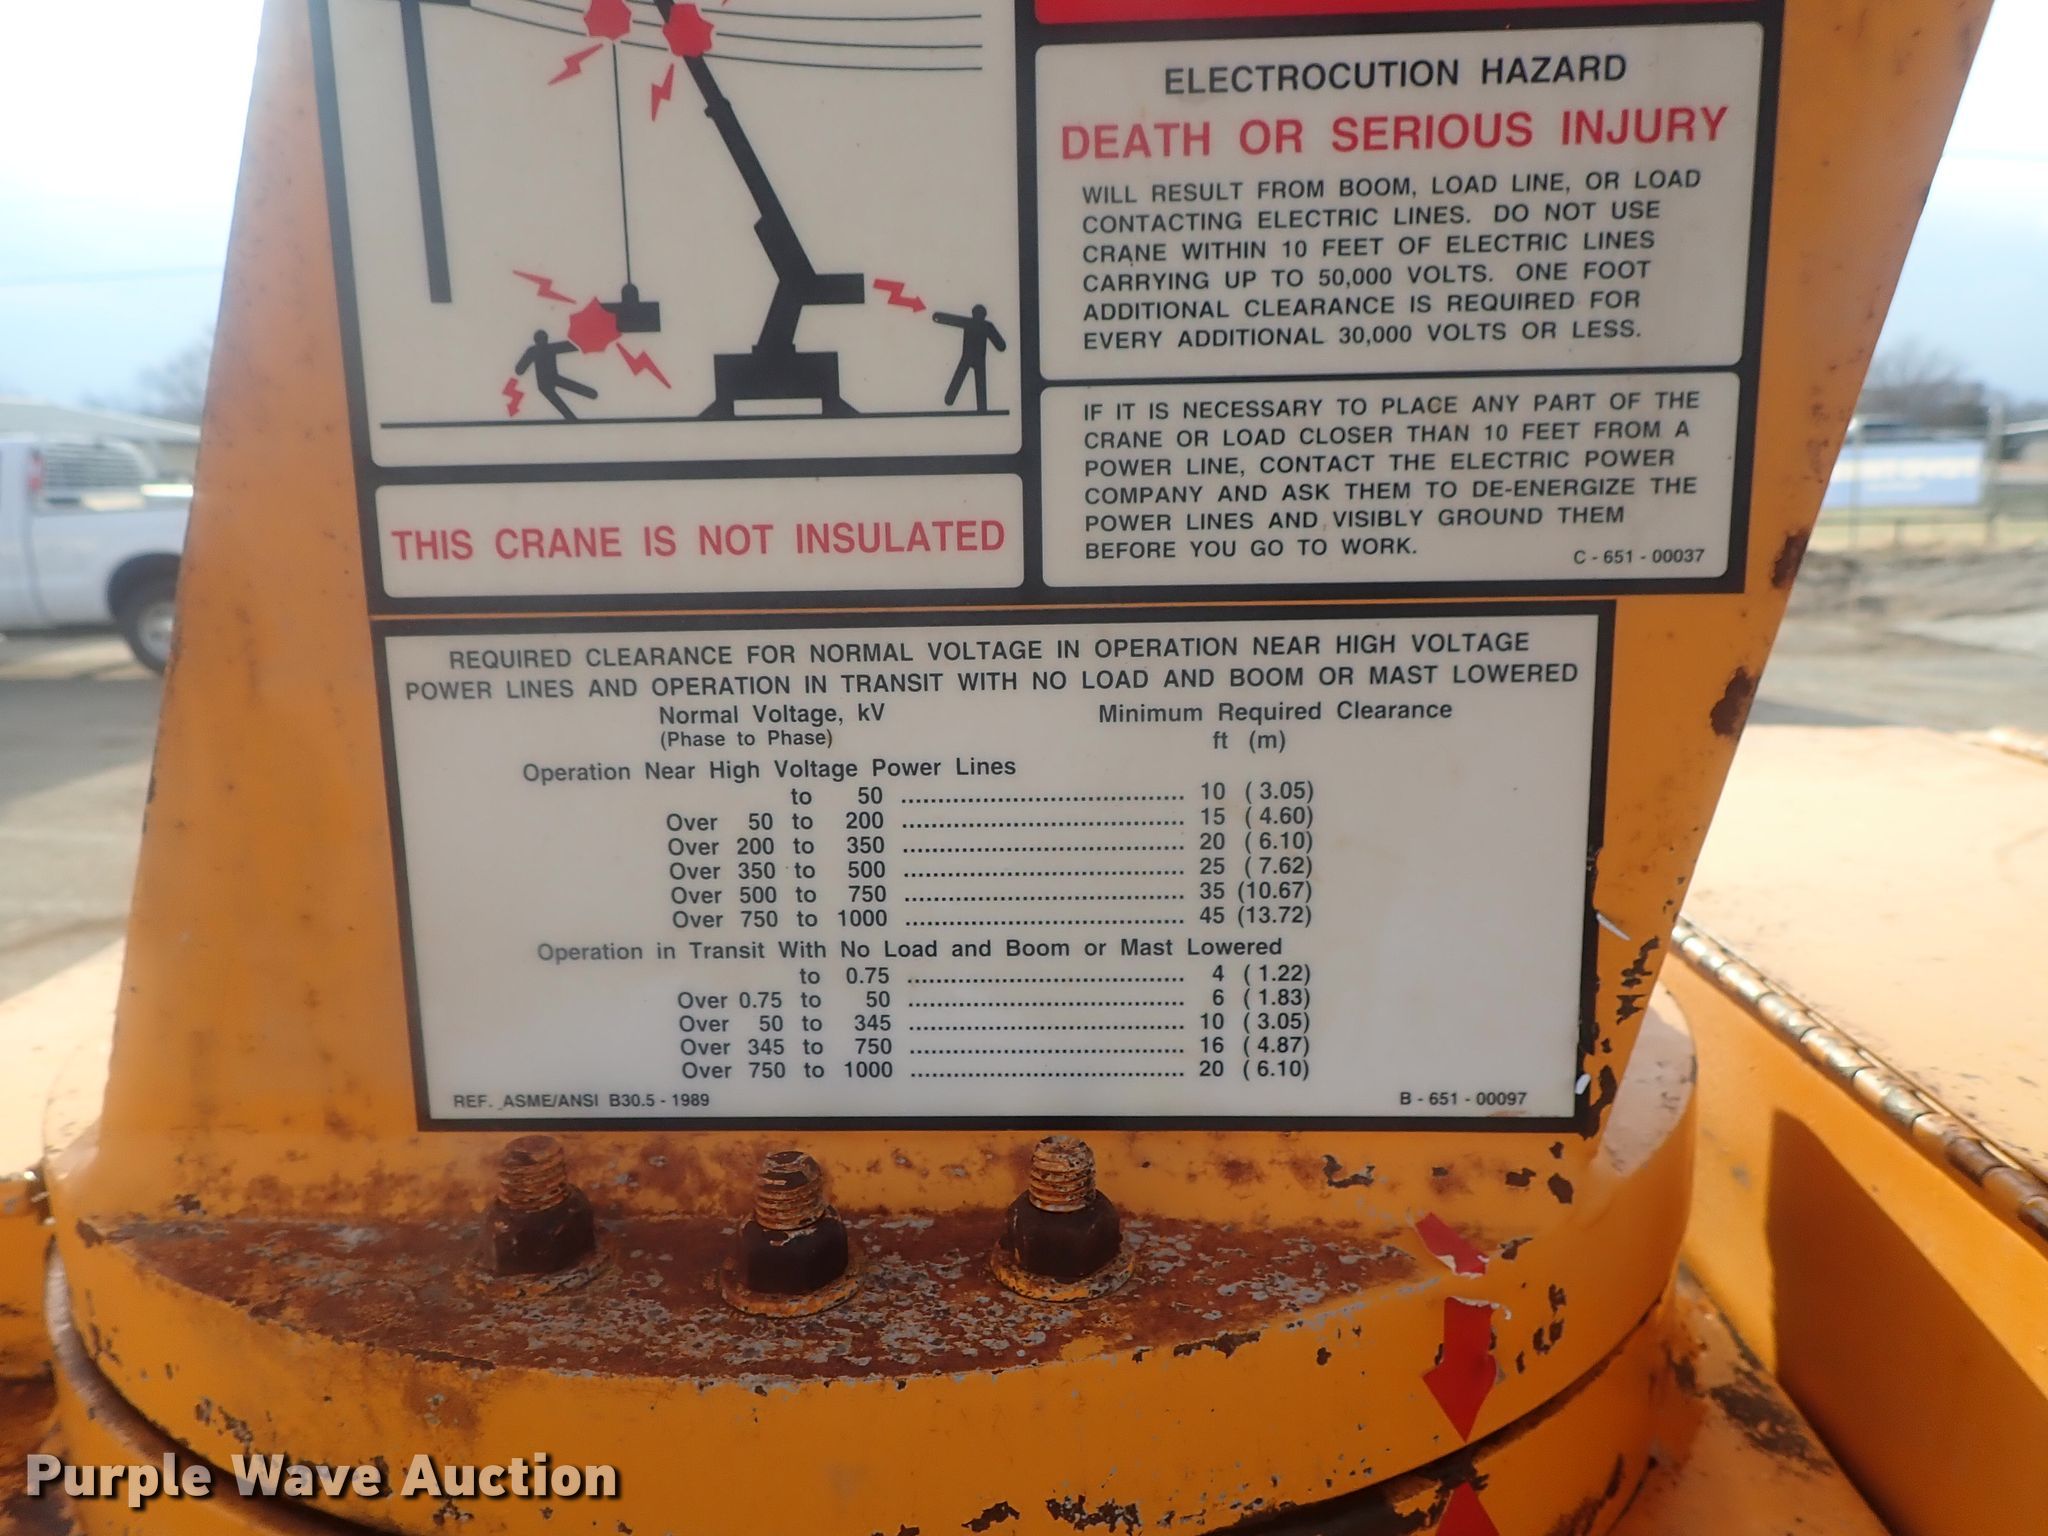 ELECTROCUTION HAZARD
DEATH OR SERIOUS INJURY
WILL RESULT FROM BOOM, LOAD LINE, OR LOAD
CONTACTING ELECTRIC LINES. DO NOT USE
CRANE WITHIN 10 FEET OF ELECTRIC LINES
CARRYING UP TO 50,000 VOLTS. ONE FOOT
ADDITIONAL CLEARANCE IS REQUIRED FOR
EVERY ADDITIONAL 30,000 VOLTS OR LESS.
IF IT IS NECESSARY TO PLACE ANY PART OF THE
CRANE OR LOAD CLOSER THAN 10 FEET FROM A
POWER LINE, CONTACT THE ELECTRIC POWER
COMPANY AND ASK THEM TO DE-ENERGIZE THE
POWER LINES AND VISIBLY GROUND THEM
BEFORE YOU GO TO WORK.
C - 651 - 00037
THIS CRANE IS NOT INSULATED
REQUIRED CLEARANCE FOR NORMAL VOLTAGE IN OPERATION NEAR HIGH VOLTAGE
POWER LINES AND OPERATION IN TRANSIT WITH NO LOAD AND BOOM OR MAST LOWERED
Normal Voltage, kV Minimum Required Clearance
(Phase to Phase) ft (m)
Operation Near High Voltage Power Lines
to 50 ................................ 10 ( 3.05)
Over 50 to 200 ................................ 15 ( 4.60)
Over 200 to 350 ................................ 20 ( 6.10)
Over 350 to 500 ................................ 25 ( 7.62)
Over 500 to 750 ................................ 35 (10.67)
Over 750 to 1000 ................................ 45 (13.72)
Operation in Transit With No Load and Boom or Mast Lowered
to 0.75 ................................ 4 ( 1.22)
Over 0.75 to 50 ................................ 6 ( 1.83)
Over 50 to 345 ................................ 10 ( 3.05)
Over 345 to 750 ................................ 16 ( 4.87)
Over 750 to 1000 ................................ 20 ( 6.10)
REF. ASME/ANSI B30.5 - 1989 B - 651 - 00097
Purple Wave Auction